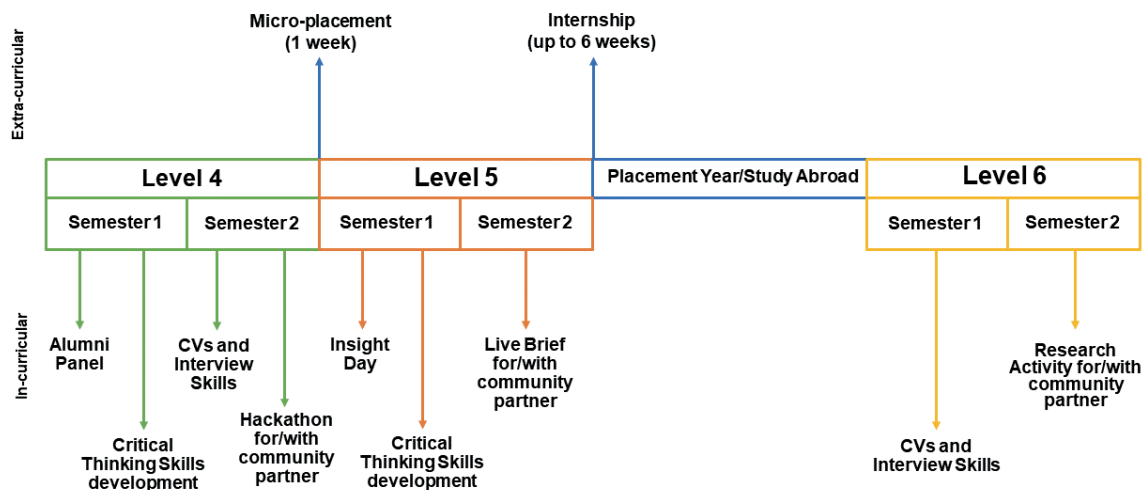 Extra-curricular
Micro-placement
(1 week)
Internship
(up to 6 weeks)
Level 4
Level 5
Placement Year/Study Abroad
Level 6
Semester 1
Semester 2
Semester 1
Semester 2
Semester 1
Semester 2
In-curricular
Alumni
Panel
Critical
Thinking Skills
development
CVs and
Interview
Skills
Hackathon
for/with
community
partner
Insight
Day
Critical
Thinking Skills
development
Live Brief
for/with
community
partner
CVs and
Interview Skills
Research
Activity for/with
community
partner